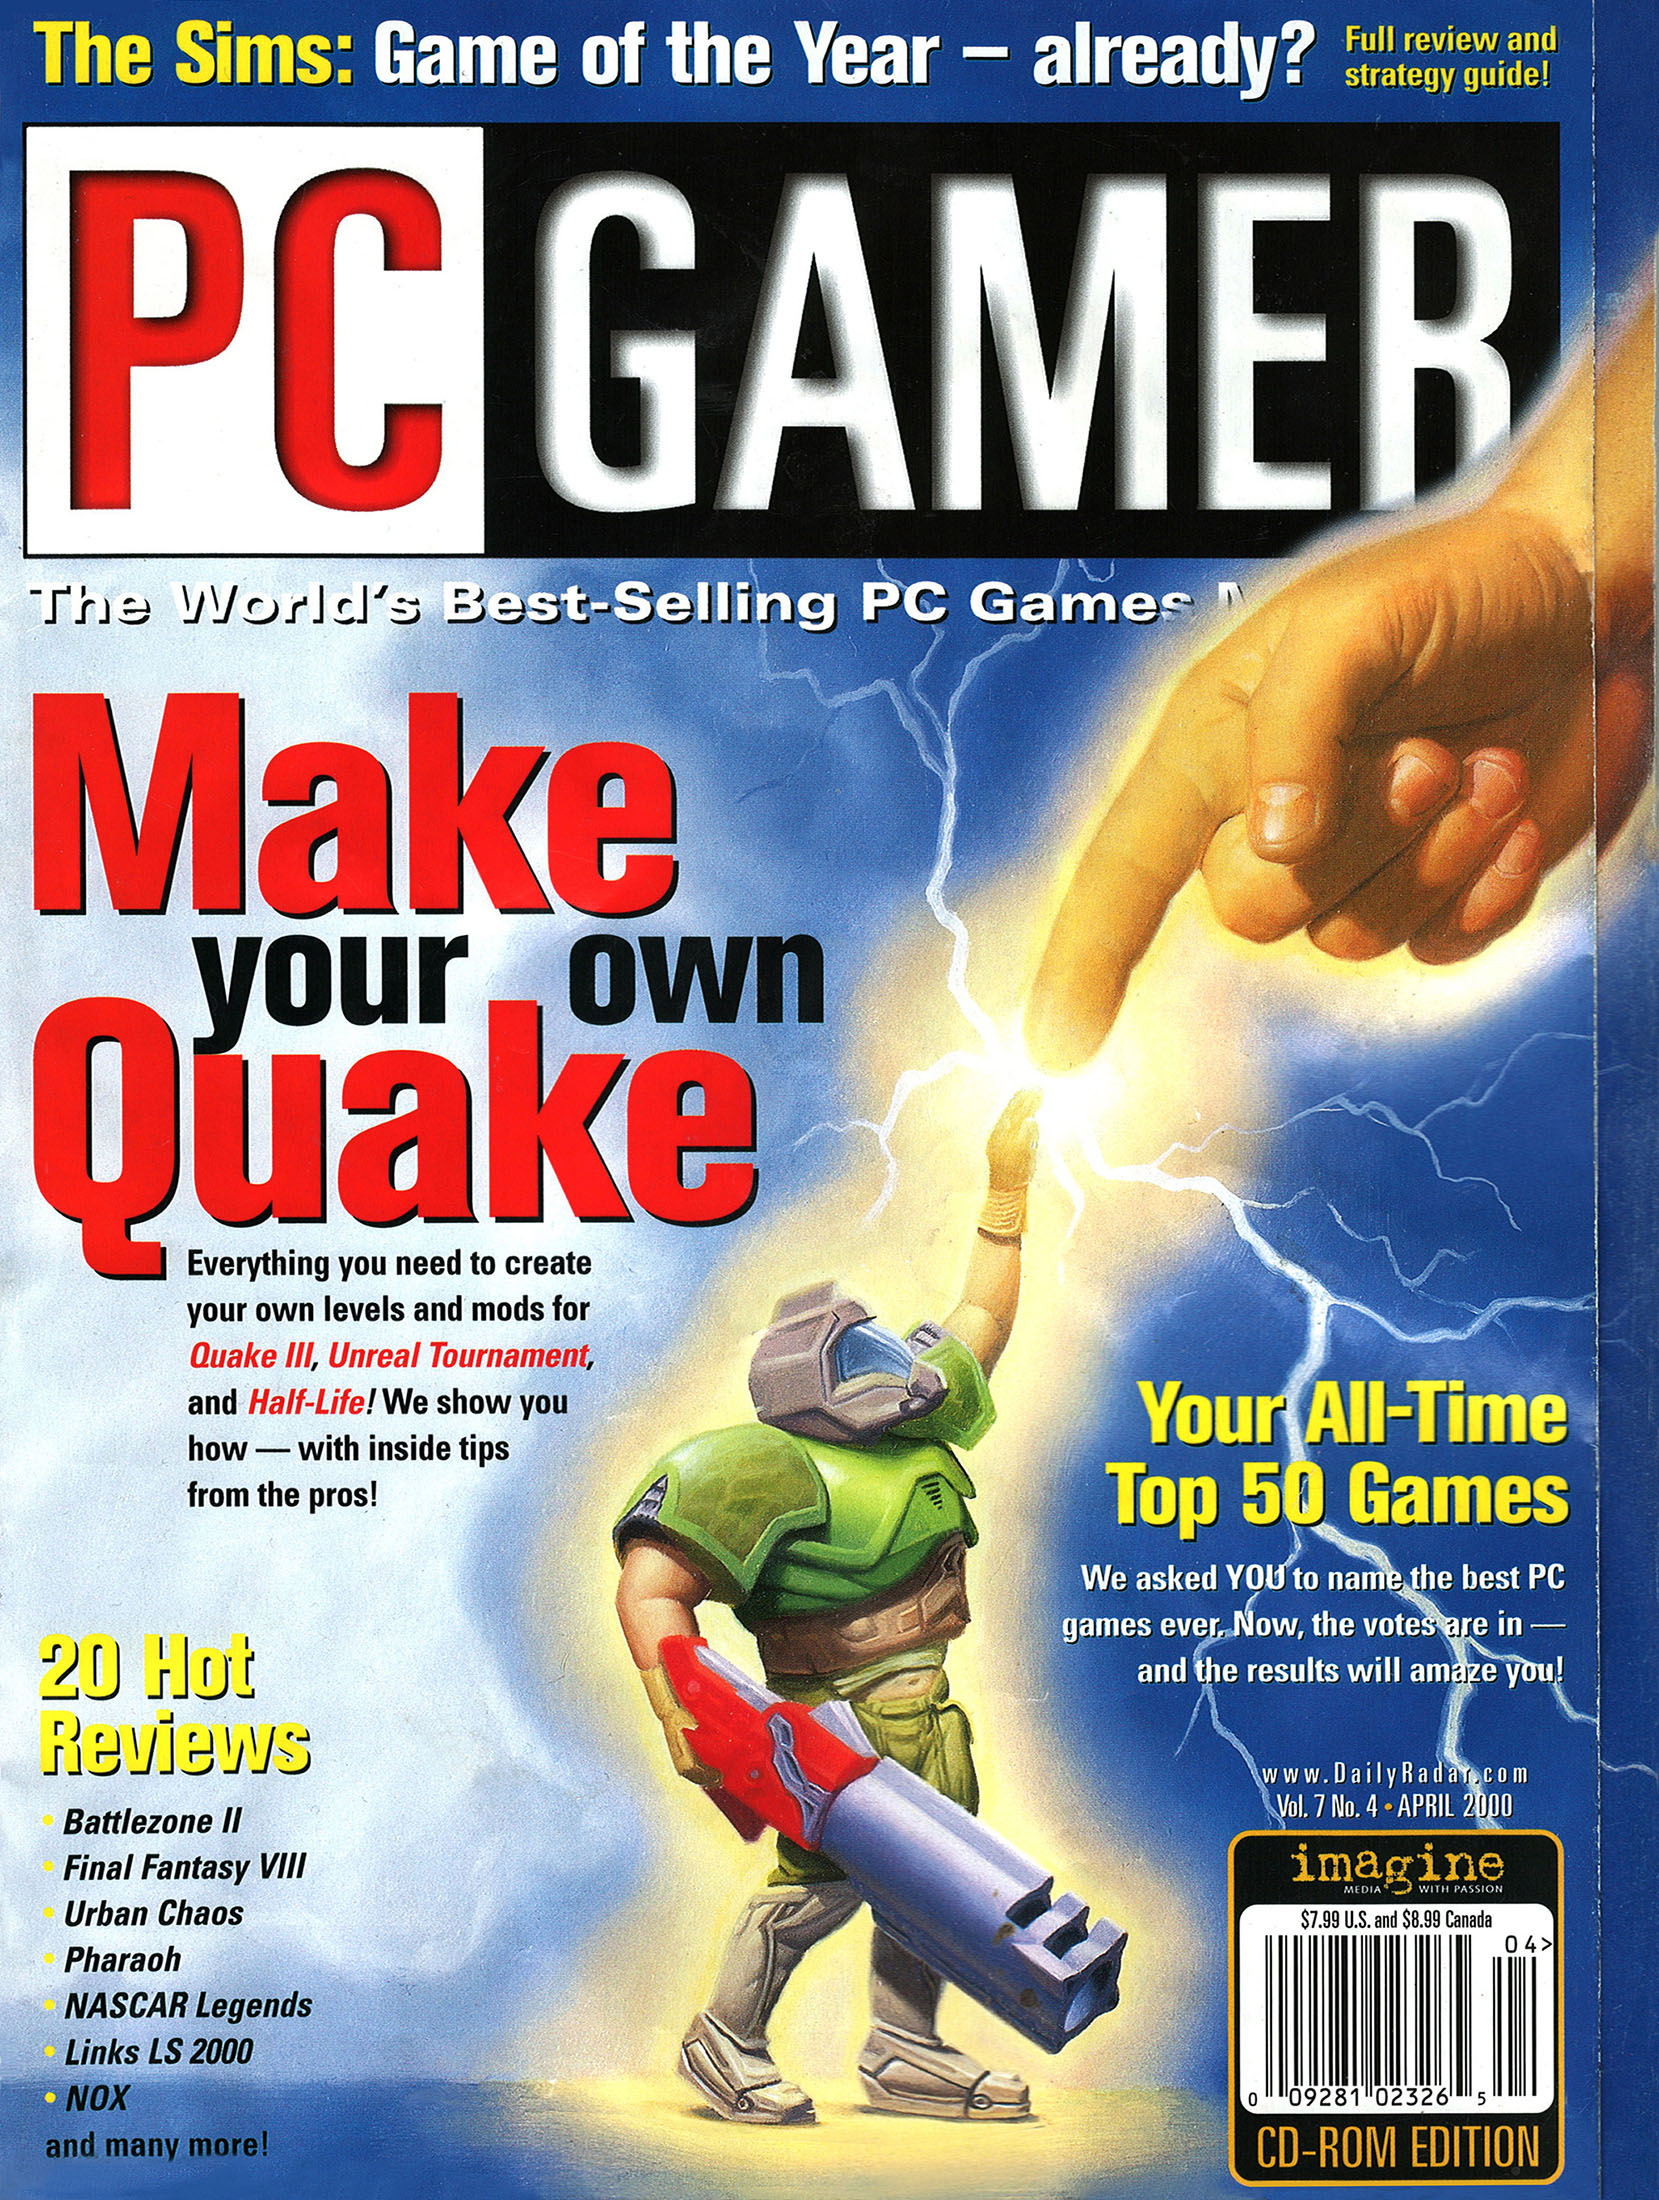 The Sims: Game of the Year – already?
Full review and
strategy guide!
PC GAMER
The World's Best-Selling PC Games
Make
your own
Quake
Everything you need to create
your own levels and mods for
Quake III, Unreal Tournament,
and Half-Life! We show you
how — with inside tips
from the pros!
Your All-Time
Top 50 Games
We asked YOU to name the best PC
games ever. Now, the votes are in —
and the results will amaze you!
20 Hot
Reviews
• Battlezone II
• Final Fantasy VIII
• Urban Chaos
• Pharaoh
• NASCAR Legends
• Links LS 2000
• NOX
and many more!
www.DailyRadar.com
Vol. 7 No. 4 • APRIL 2000
imagine
MEDIA WITH PASSION
$7.99 U.S. and $8.99 Canada
04>
0 09281 02326 5
CD-ROM EDITION